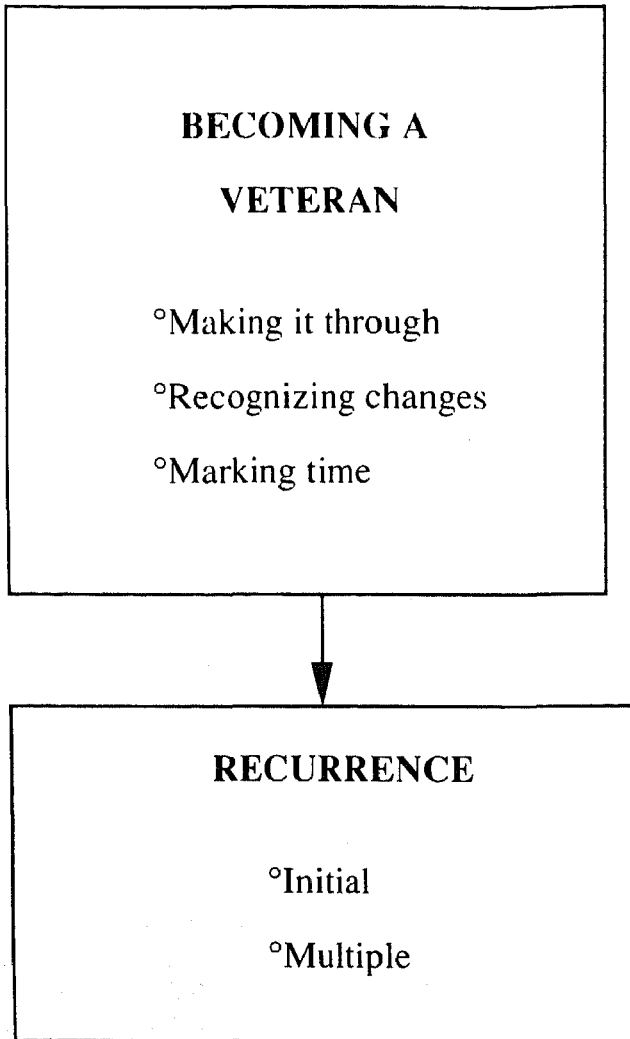 BECOMING A
VETERAN
°Making it through
°Recognizing changes
°Marking time
RECURRENCE
°Initial
°Multiple